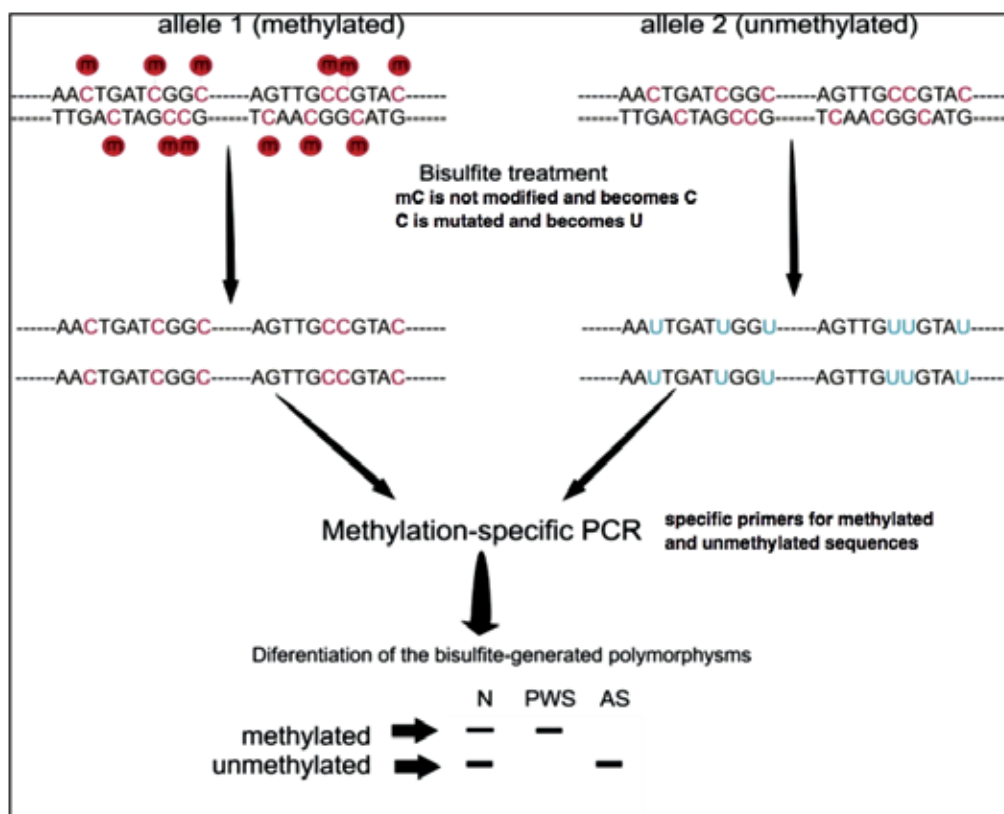 allele 1 (methylated) allele 2 (unmethylated)
m m m m m m
------AACTGATCGGC------AGTTGCCGTAC------ ------AACTGATCGGC------AGTTGCCGTAC------
------TTGACTAGCCG------TCAACGGCATG------ ------TTGACTAGCCG------TCAACGGCATG------
m m m m m m
Bisulfite treatment
mC is not modified and becomes C
C is mutated and becomes U
------AACTGATCGGC------AGTTGCCGTAC------ ------AAUTGATUGGU------AGTTGUUGTAU------
------AACTGATCGGC------AGTTGCCGTAC------ ------AAUTGATUGGU------AGTTGUUGTAU------
Methylation-specific PCR
specific primers for methylated
and unmethylated sequences
Diferentiation of the bisulfite-generated polymorphysms
N PWS AS
methylated
unmethylated